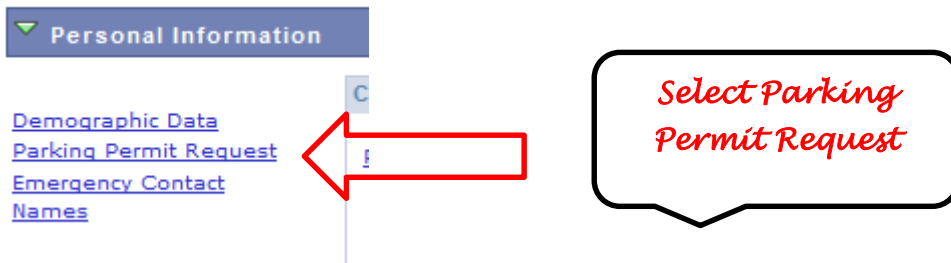 Personal Information
C
Demographic Data
Parking Permit Request
Emergency Contact
Names
Select Parking
Permit Request